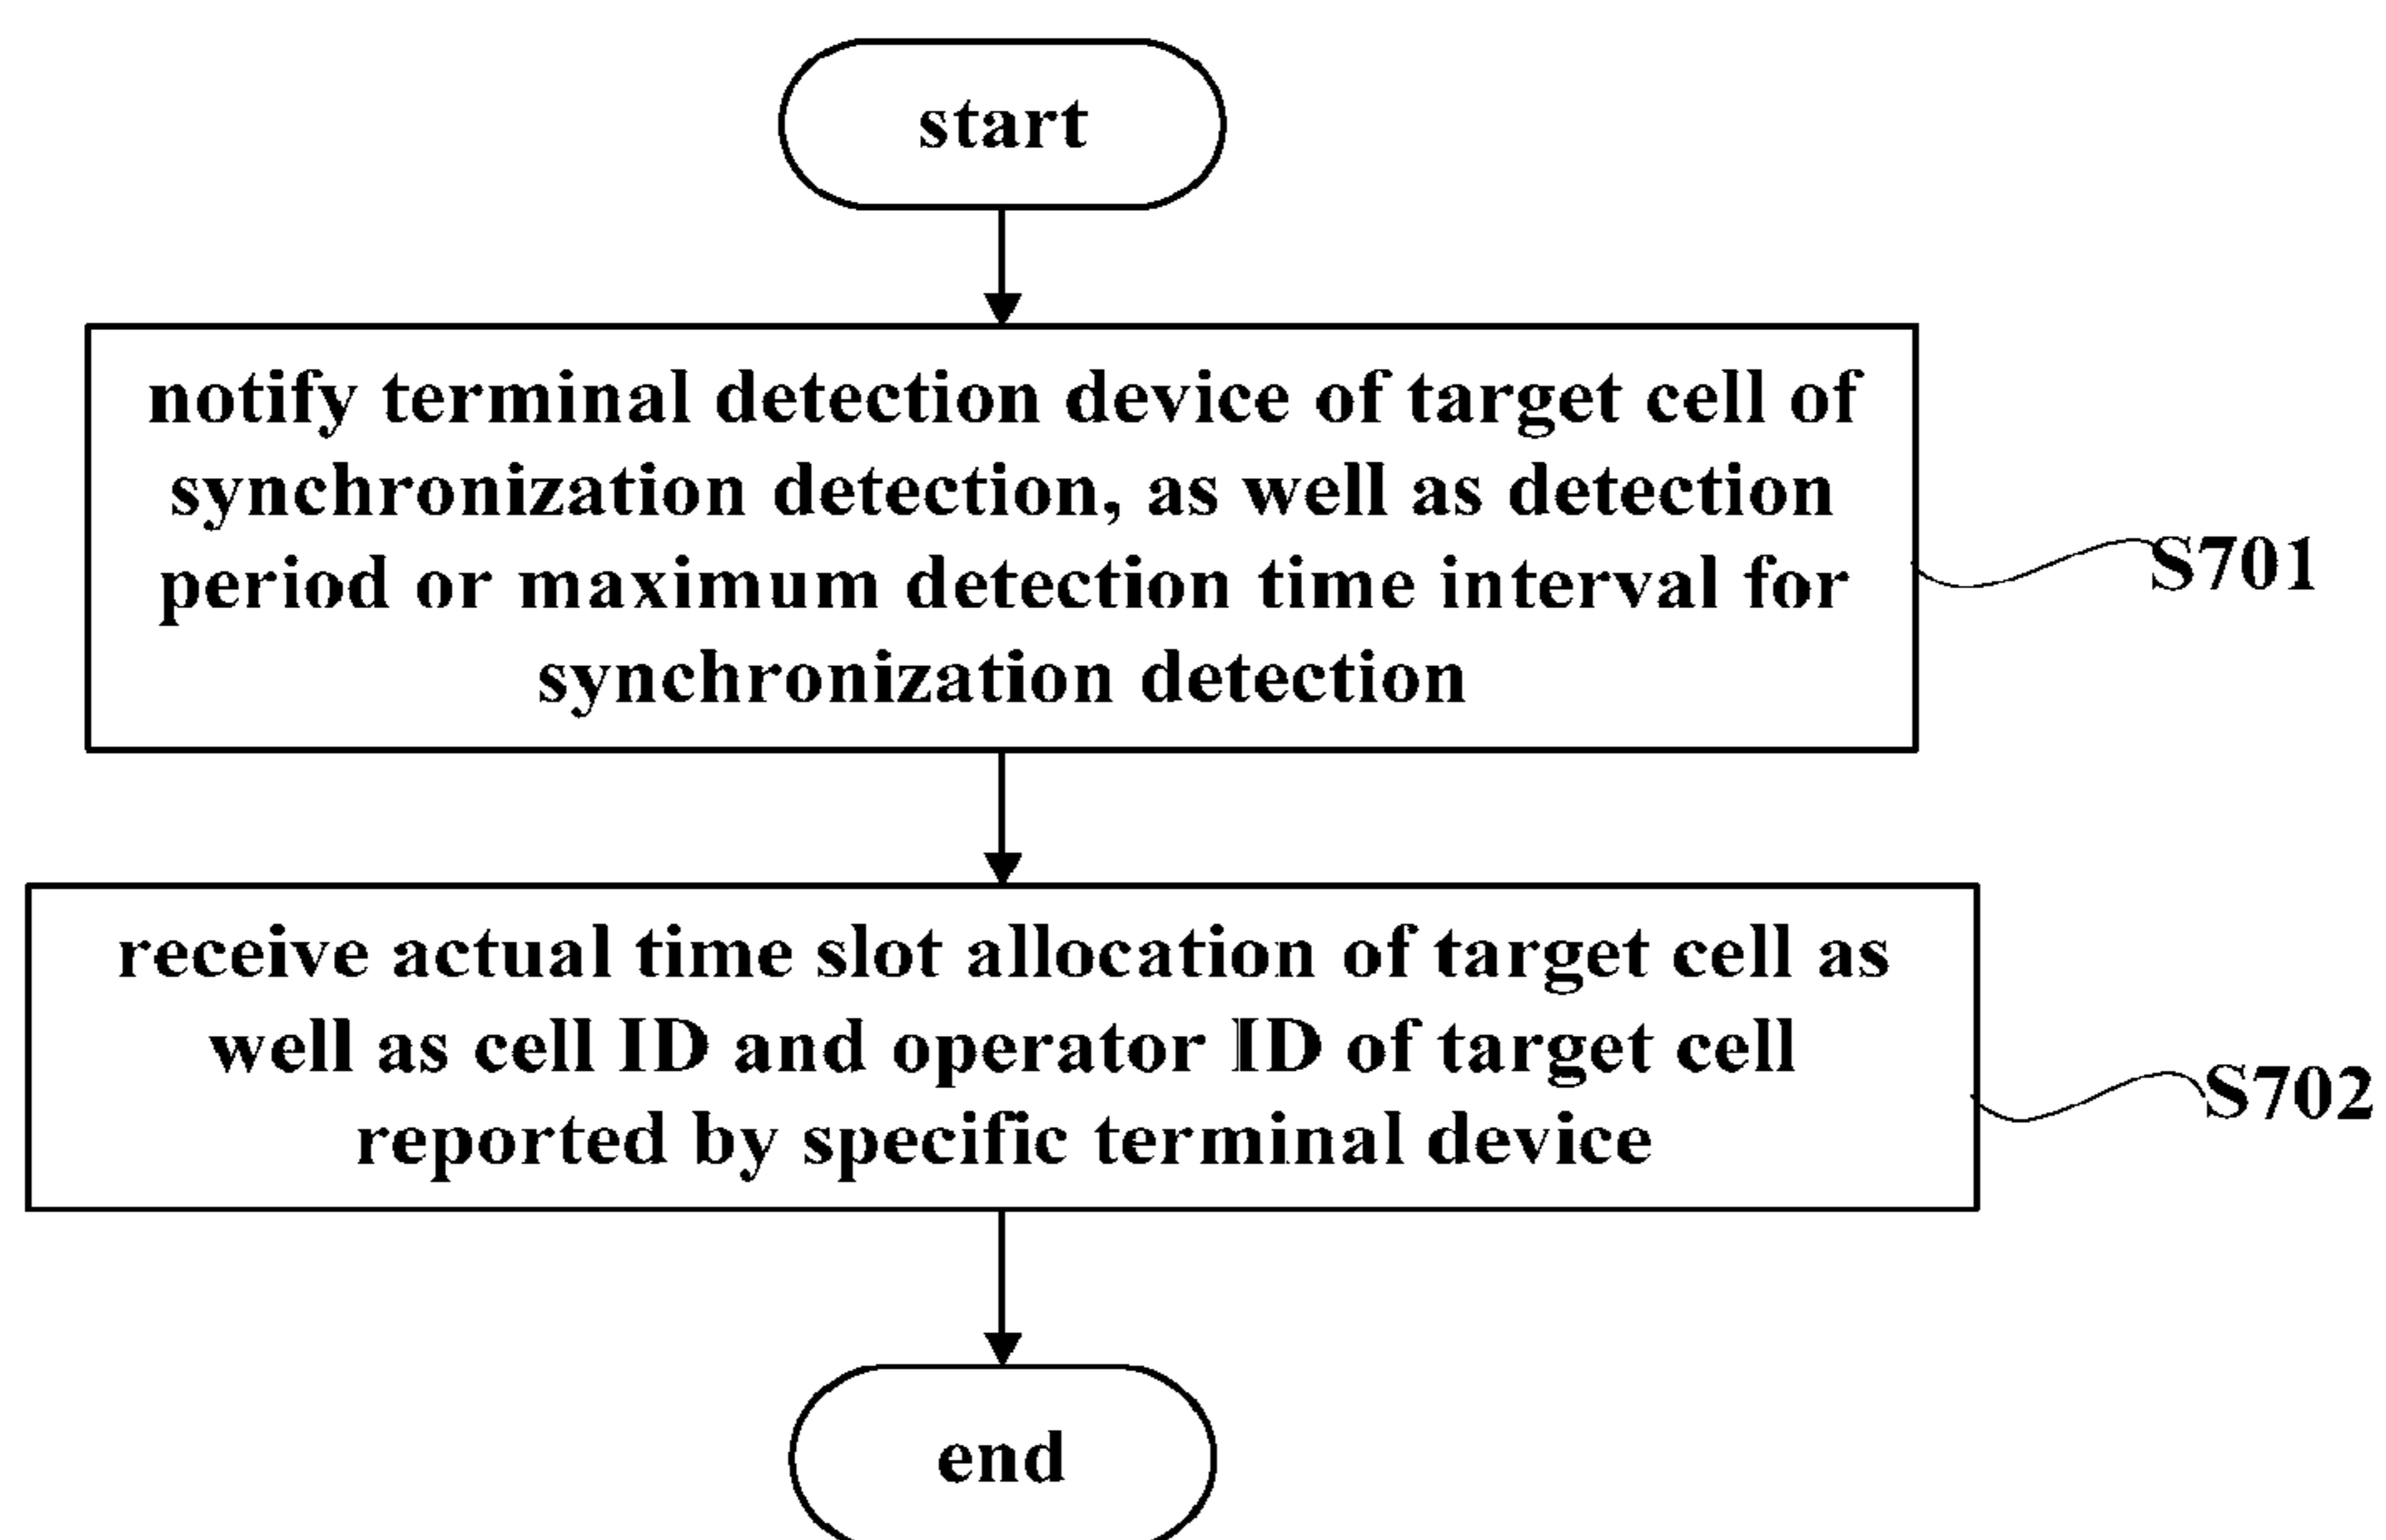 start
notify terminal detection device of target cell of
synchronization detection, as well as detection
period or maximum detection time interval for
synchronization detection
S701
receive actual time slot allocation of target cell as
well as cell ID and operator ID of target cell
reported by specific terminal device
S702
end